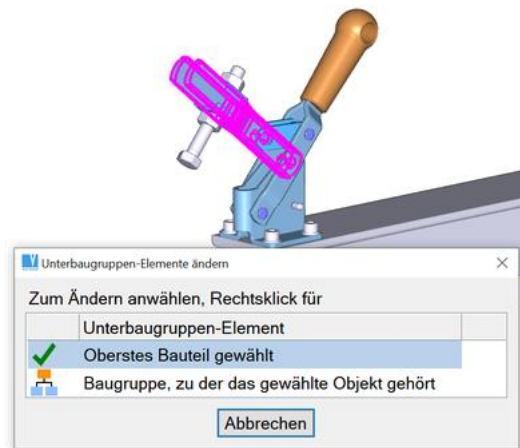 Unterbaugruppen-Elemente ändern
Zum Ändern anwählen, Rechtsklick für
Unterbaugruppen-Element
Oberstes Bauteil gewählt
Baugruppe, zu der das gewählte Objekt gehört
Abbrechen